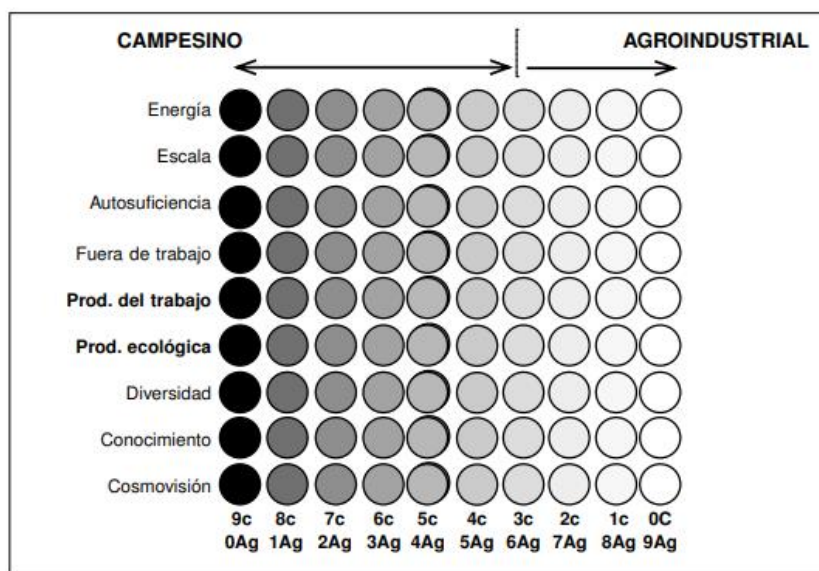 CAMPESINO AGROINDUSTRIAL
Energía
Escala
Autosuficiencia
Fuera de trabajo
Prod. del trabajo
Prod. ecológica
Diversidad
Conocimiento
Cosmovisión
9c 8c 7c 6c 5c 4c 3c 2c 1c 0C
0Ag 1Ag 2Ag 3Ag 4Ag 5Ag 6Ag 7Ag 8Ag 9Ag